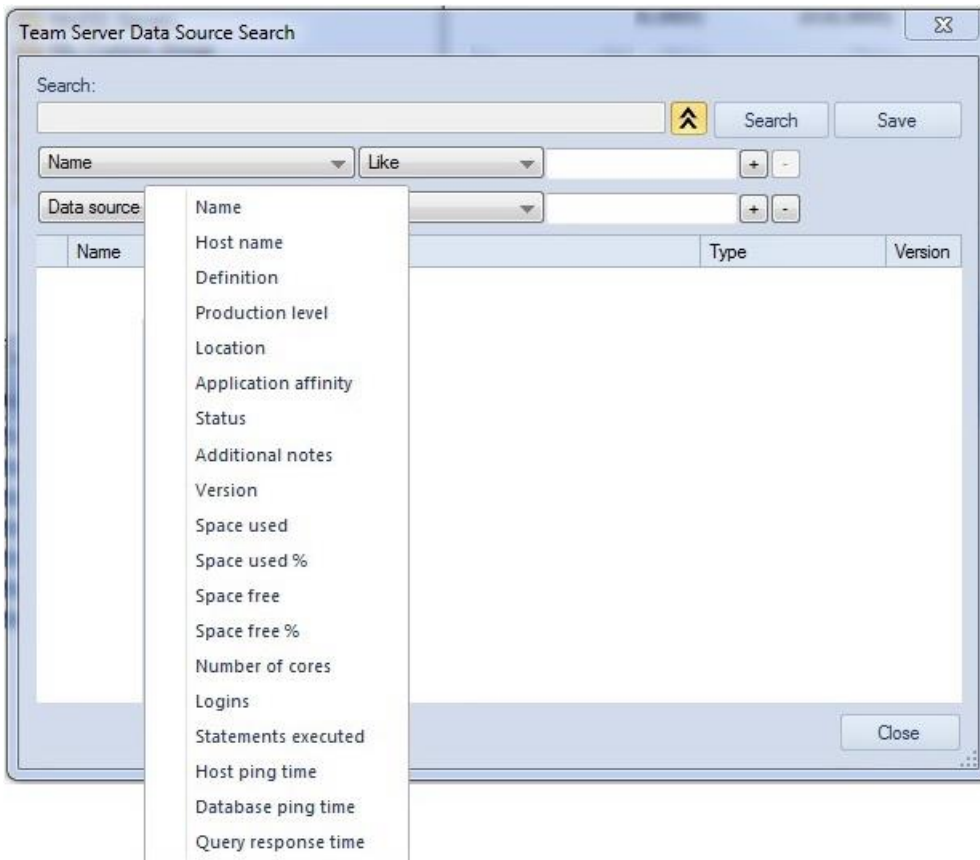 Team Server Data Source Search
Search:
Search Save
Name Like + -
Data source + -
Name Type Version
Name
Host name
Definition
Production level
Location
Application affinity
Status
Additional notes
Version
Space used
Space used %
Space free
Space free %
Number of cores
Logins
Statements executed
Host ping time
Database ping time
Query response time
Close